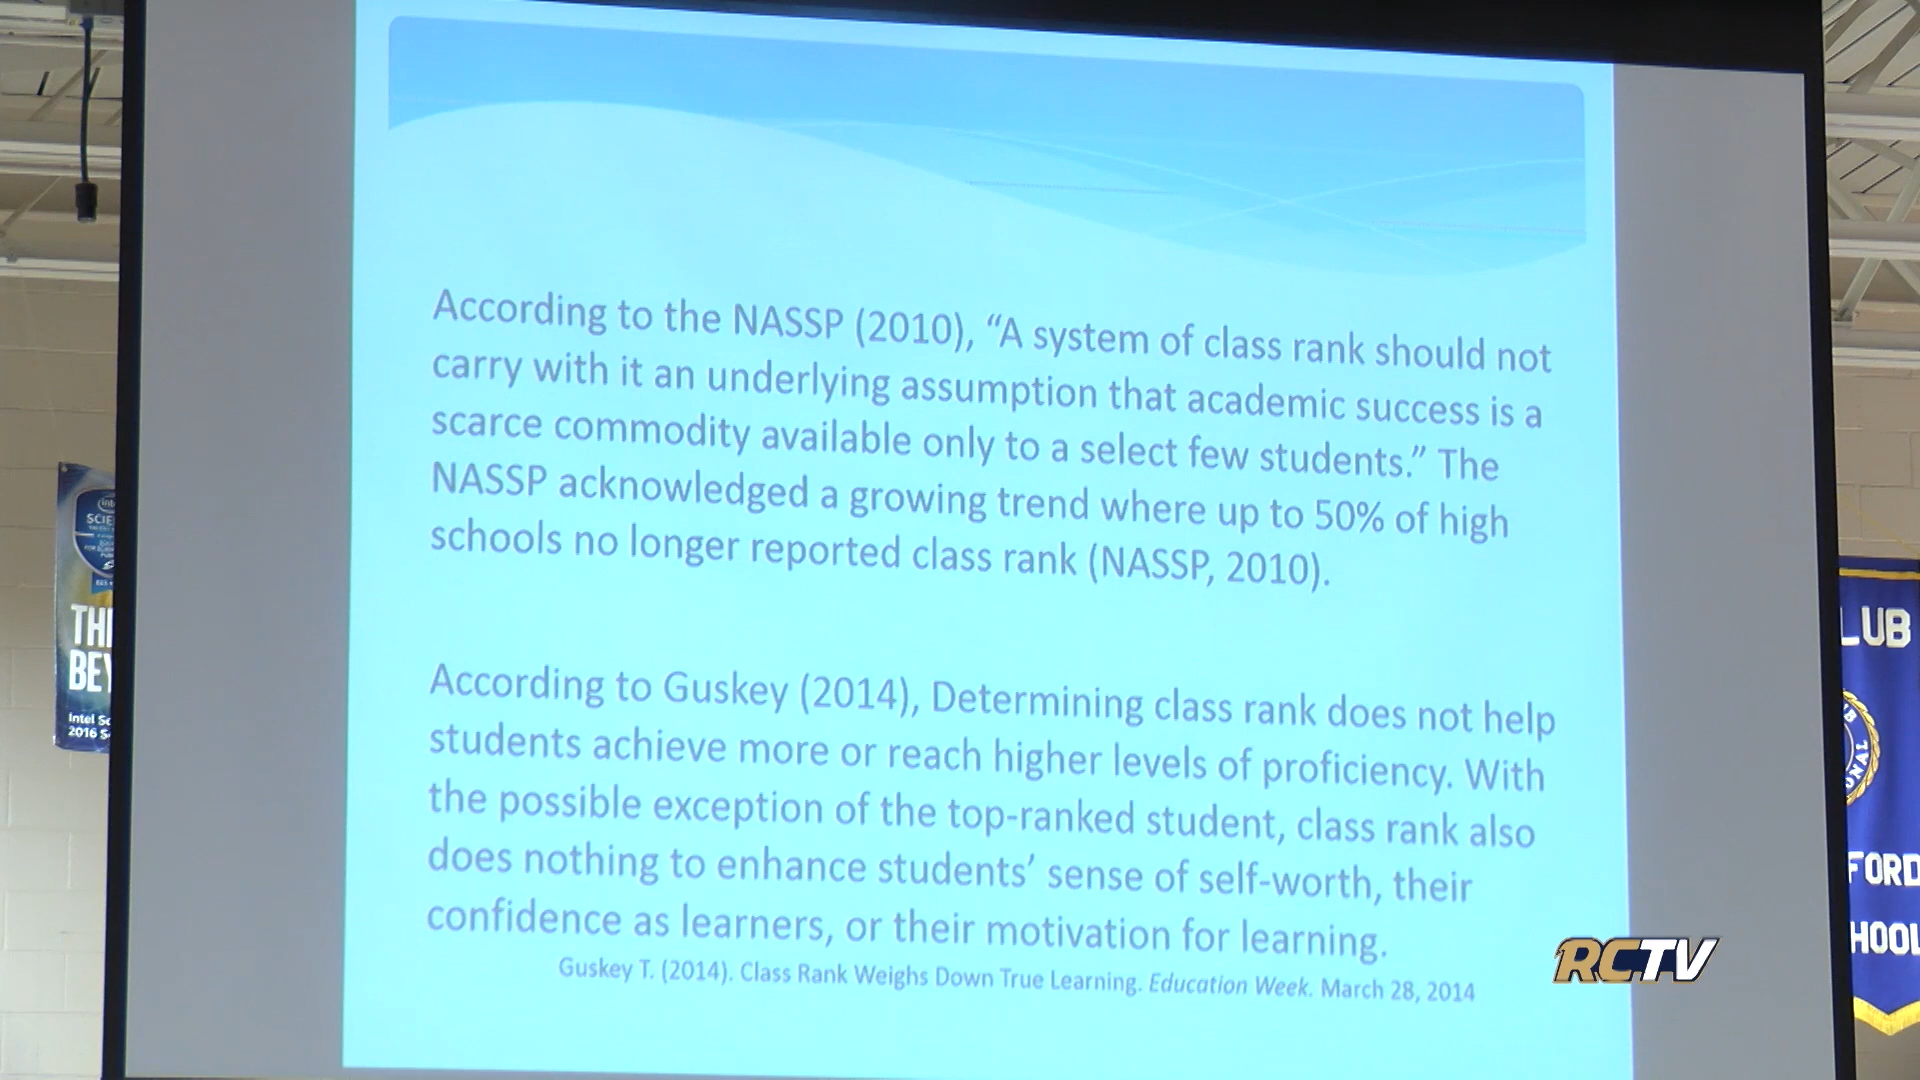 According to the NASSP (2010), “A system of class rank should not
carry with it an underlying assumption that academic success is a
scarce commodity available only to a select few students.” The
NASSP acknowledged a growing trend where up to 50% of high
schools no longer reported class rank (NASSP, 2010).
According to Guskey (2014), Determining class rank does not help
students achieve more or reach higher levels of proficiency. With
the possible exception of the top-ranked student, class rank also
does nothing to enhance students’ sense of self-worth, their
confidence as learners, or their motivation for learning.
Guskey T. (2014). Class Rank Weighs Down True Learning. Education Week. March 28, 2014
RCTV
THI
BEY
Intel Sc
2016 S
LUB
FORD
HOOL